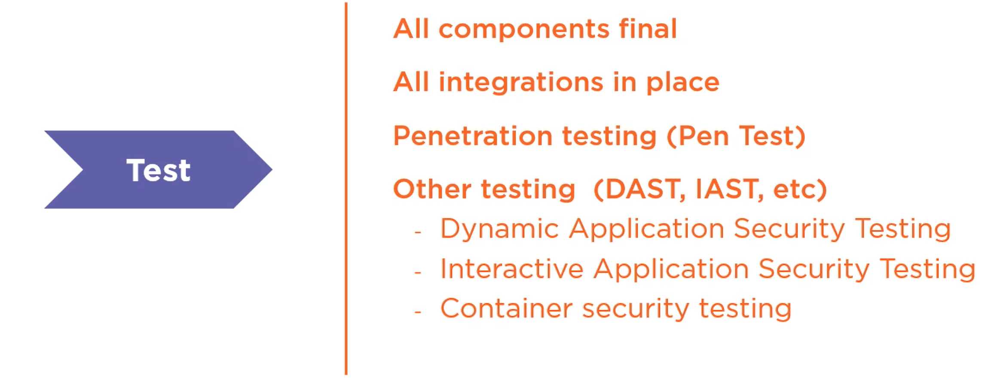 Test
All components final
All integrations in place
Penetration testing (Pen Test)
Other testing  (DAST, IAST, etc)
- Dynamic Application Security Testing
- Interactive Application Security Testing
- Container security testing